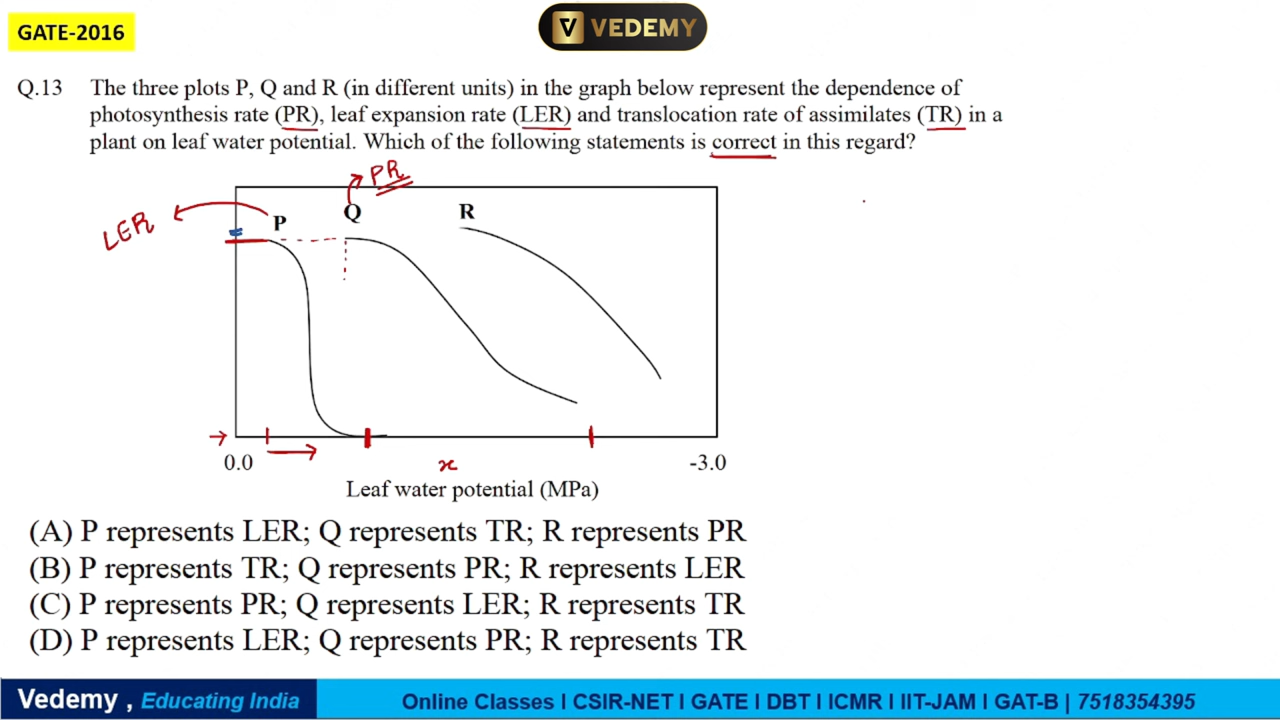 GATE-2016
VEDEMY
Q.13 The three plots P, Q and R (in different units) in the graph below represent the dependence of
photosynthesis rate (PR), leaf expansion rate (LER) and translocation rate of assimilates (TR) in a
plant on leaf water potential. Which of the following statements is correct in this regard?
PR
LER
P
Q
R
0.0
x
-3.0
Leaf water potential (MPa)
(A) P represents LER; Q represents TR; R represents PR
(B) P represents TR; Q represents PR; R represents LER
(C) P represents PR; Q represents LER; R represents TR
(D) P represents LER; Q represents PR; R represents TR
Vedemy , Educating India
Online Classes I CSIR-NET I GATE I DBT I ICMR I IIT-JAM I GAT-B | 7518354395